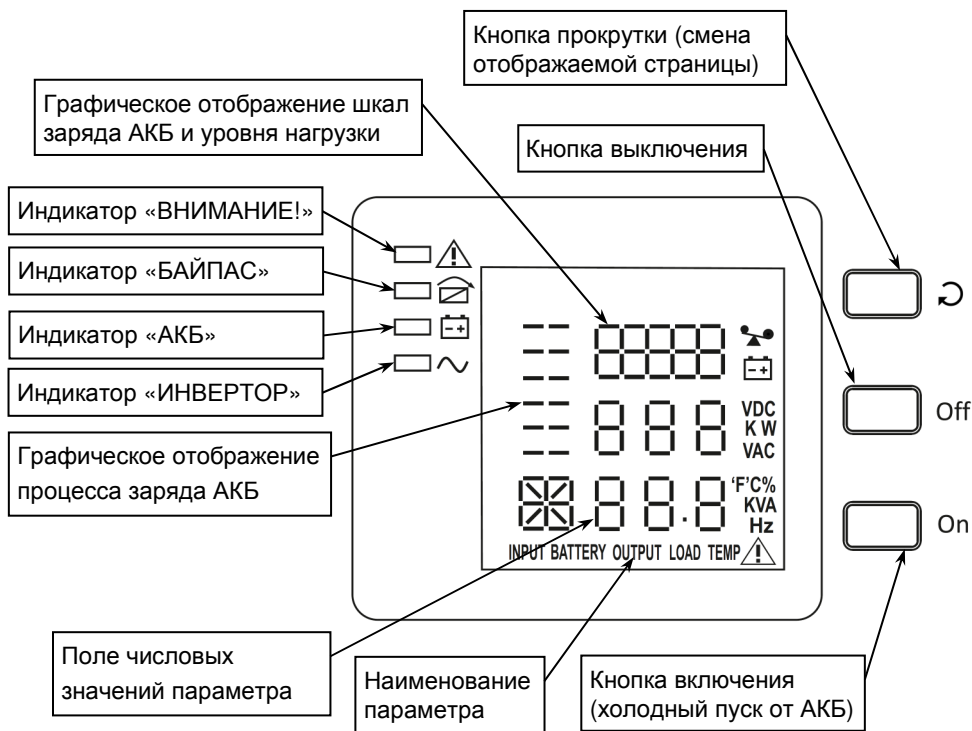 Кнопка прокрутки (смена
отображаемой страницы)
Графическое отображение шкал
заряда АКБ и уровня нагрузки
Кнопка выключения
Индикатор «ВНИМАНИЕ!»
Индикатор «БАЙПАС»
Индикатор «АКБ»
Индикатор «ИНВЕРТОР»
Графическое отображение
процесса заряда АКБ
VDC
K W
VAC
Off
'F'C%
KVA
Hz
On
INPUT BATTERY OUTPUT LOAD TEMP
Поле числовых
значений параметра
Наименование
параметра
Кнопка включения
(холодный пуск от АКБ)